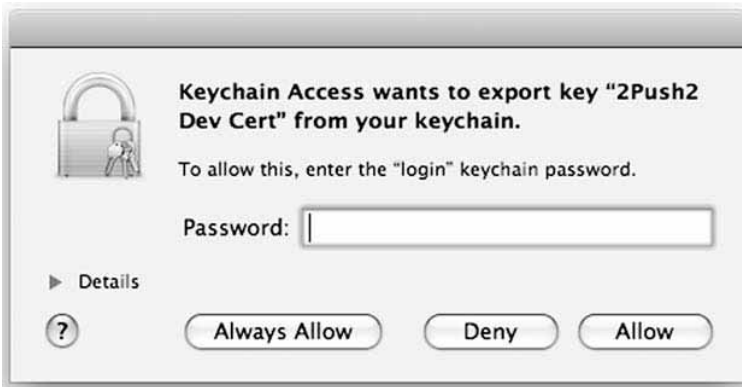 Keychain Access wants to export key “2Push2
Dev Cert” from your keychain.
To allow this, enter the “login” keychain password.
Password:
Details
?
Always Allow
Deny
Allow